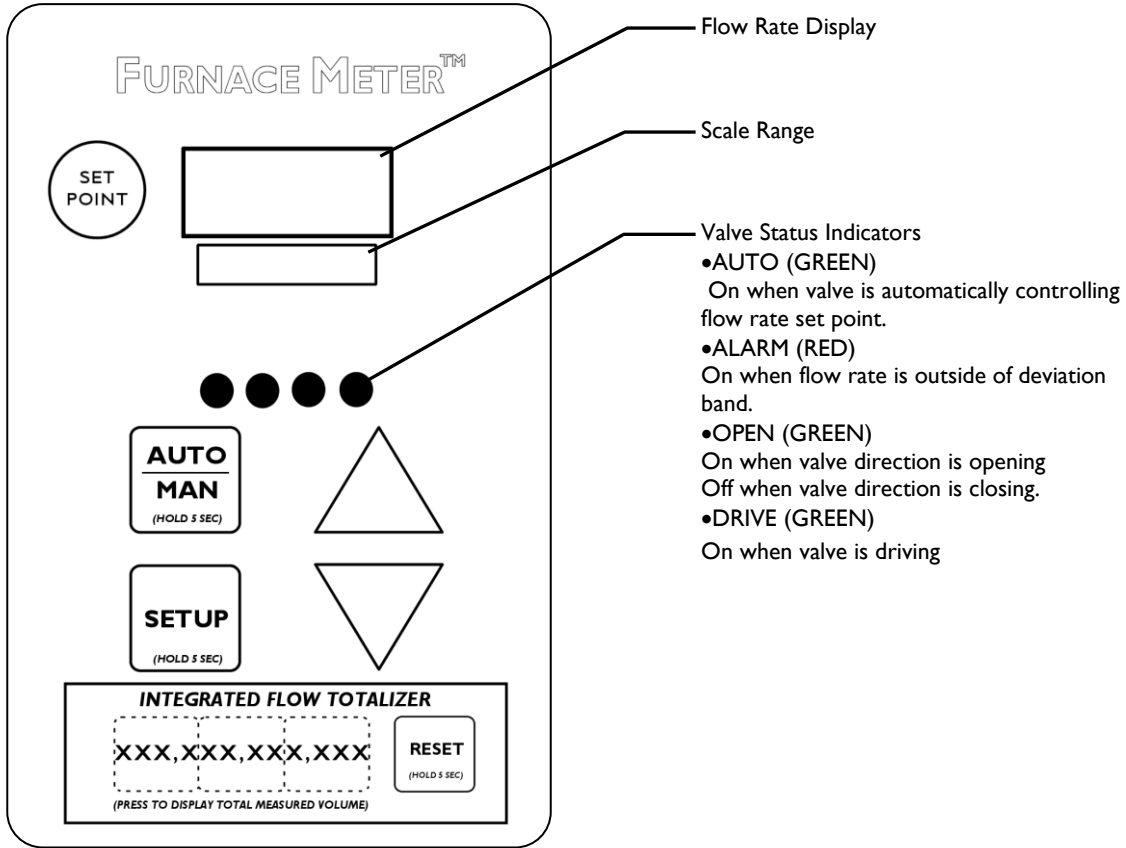 FURNACE METER™
SET
POINT
AUTO
MAN
(HOLD 5 SEC)
SETUP
(HOLD 5 SEC)
INTEGRATED FLOW TOTALIZER
XXX,XXX,XXX,XXX
RESET
(HOLD 5 SEC)
(PRESS TO DISPLAY TOTAL MEASURED VOLUME)
Flow Rate Display
Scale Range
Valve Status Indicators
•AUTO (GREEN)
On when valve is automatically controlling
flow rate set point.
•ALARM (RED)
On when flow rate is outside of deviation
band.
•OPEN (GREEN)
On when valve direction is opening
Off when valve direction is closing.
•DRIVE (GREEN)
On when valve is driving